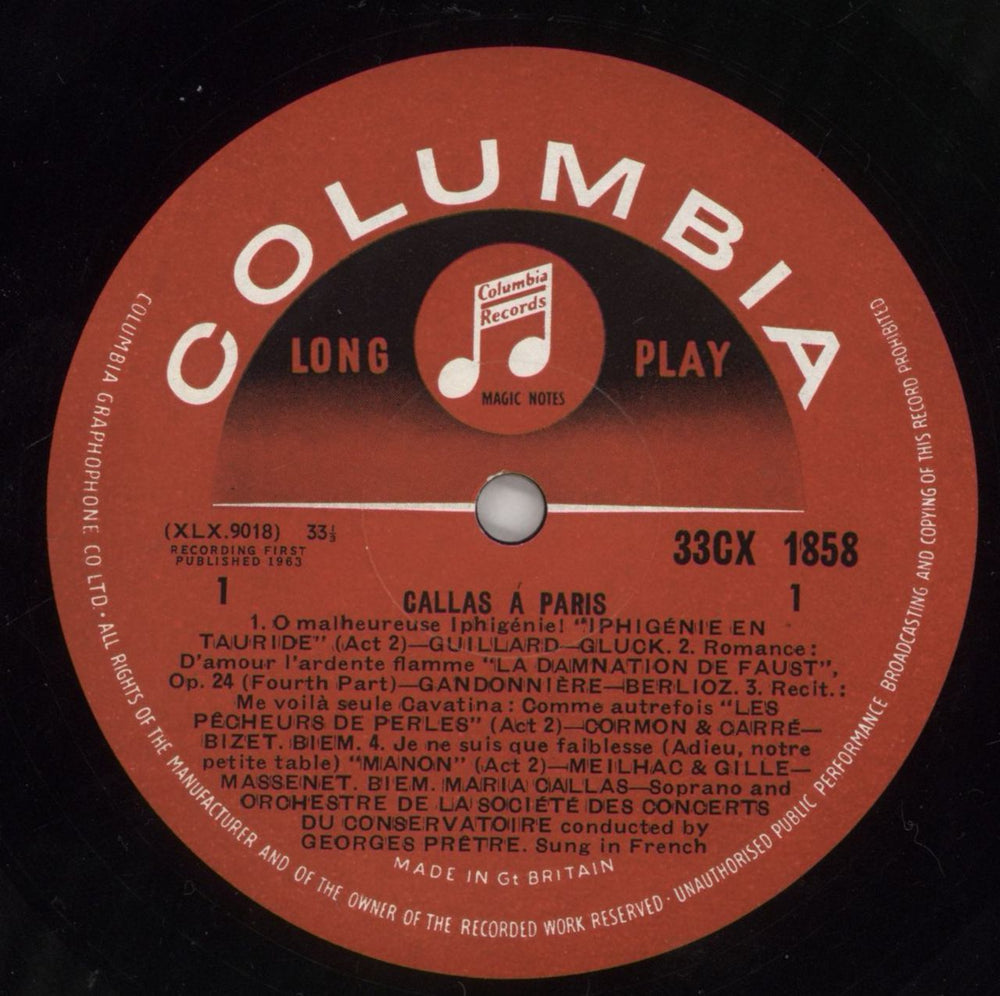 COLUMBIA
Columbia
Records
LONG PLAY
MAGIC NOTES
(XLX.9018) 33⅓
RECORDING FIRST
PUBLISHED 1963
33CX 1858
1 1
CALLAS Á PARIS
1. O malheureuse Iphigénie! “IPHIGÉNIE EN
TAURIDE” (Act 2)—GUILLARD—GLUCK. 2. Romance:
D'amour l'ardente flamme “LA DAMNATION DE FAUST”,
Op. 24 (Fourth Part)—GANDONNIÈRE—BERLIOZ. 3. Recit.:
Me voilà seule Cavatina: Comme autrefois “LES
PÊCHEURS DE PERLES” (Act 2)—CORMON & CARRÉ—
BIZET. BIEM. 4. Je ne suis que faiblesse (Adieu, notre
petite table) “MANON” (Act 2)—MEILHAC & GILLE—
MASSENET. BIEM. MARIA CALLAS—Soprano and
ORCHESTRE DE LA SOCIÉTÉ DES CONCERTS
DU CONSERVATOIRE conducted by
GEORGES PRÊTRE. Sung in French
MADE IN Gt BRITAIN
COLUMBIA GRAPHOPHONE CO LTD· ALL RIGHTS OF THE MANUFACTURER AND OF THE OWNER OF THE RECORDED WORK RESERVED · UNAUTHORISED PUBLIC PERFORMANCE BROADCASTING AND COPYING OF THIS RECORD PROHIBITED